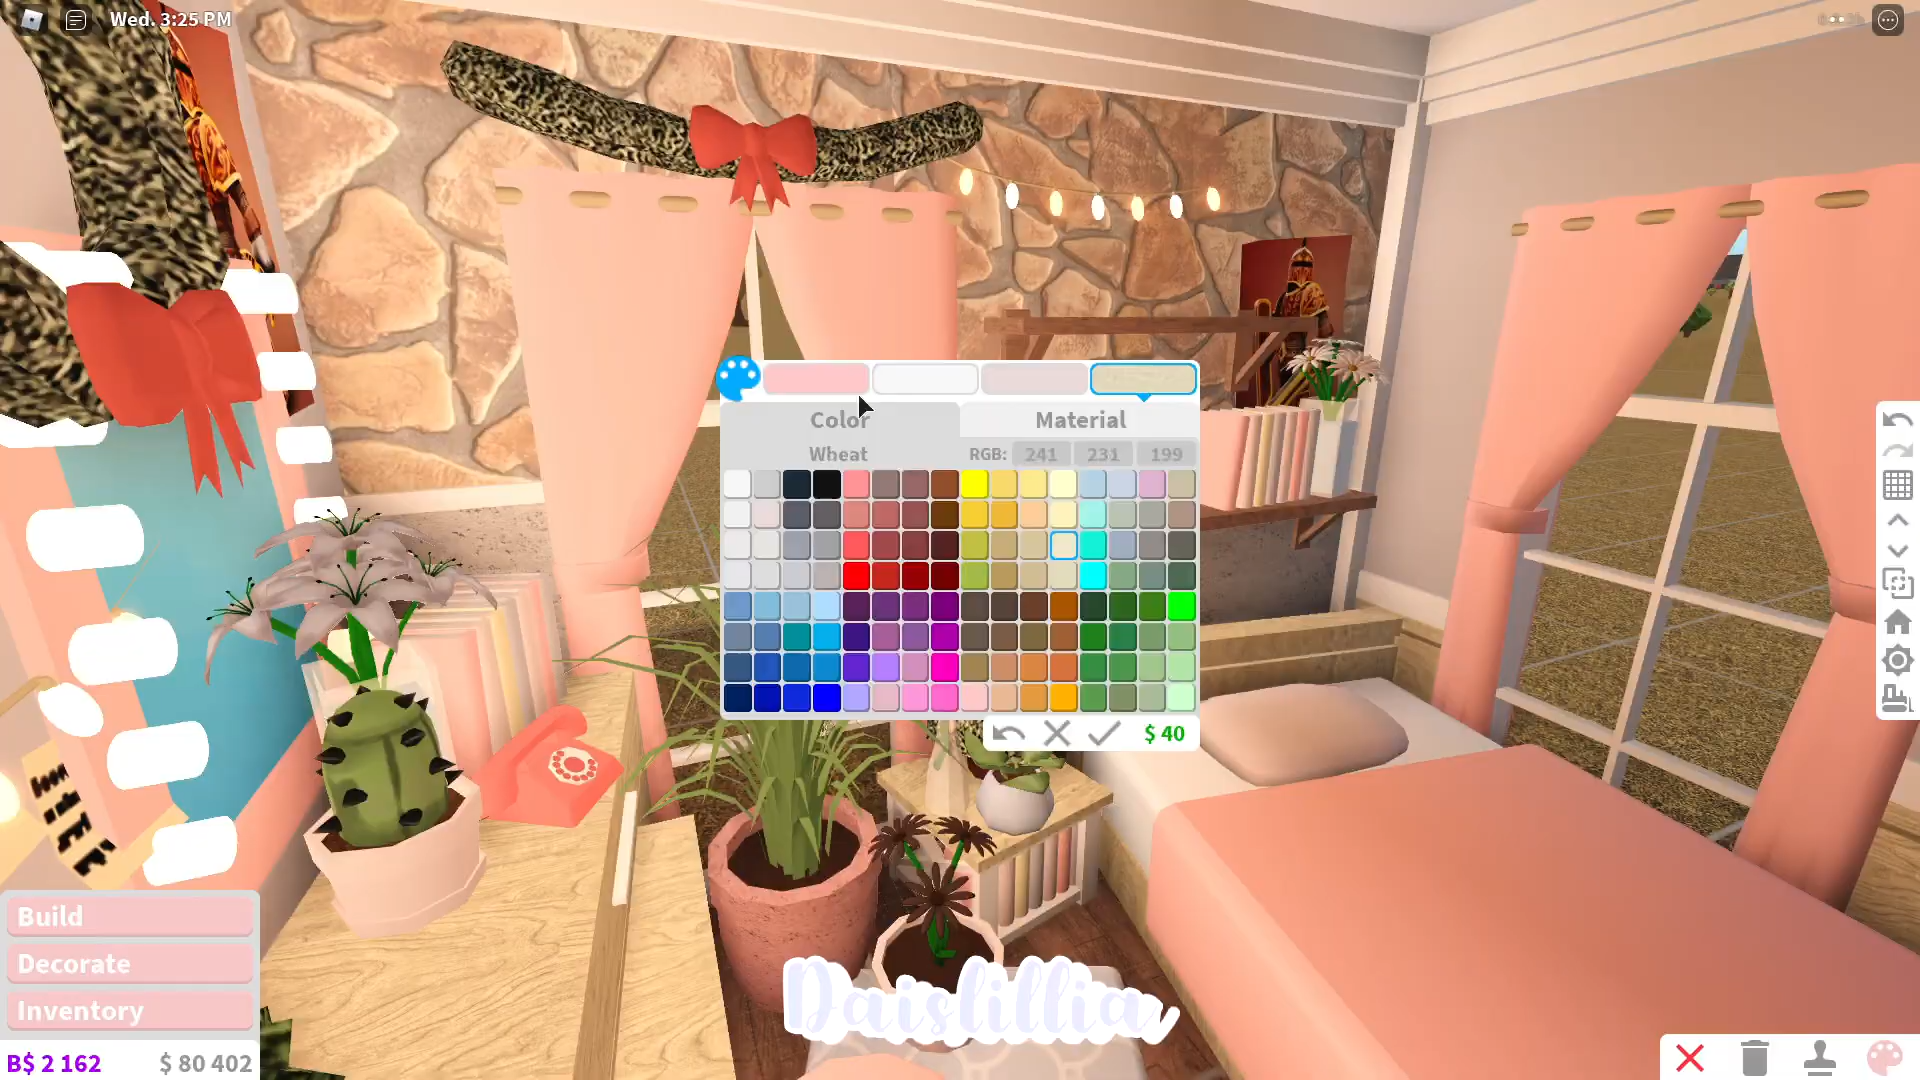 Wed. 3:25 PM
Color
Material
Wheat
RGB: 241 231 199
$ 40
Build
Decorate
Inventory
B$ 2 162
$ 80 402
Daislillia